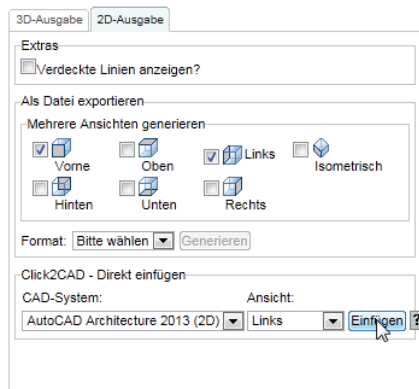 3D-Ausgabe 2D-Ausgabe
Extras
Verdeckte Linien anzeigen?
Als Datei exportieren
Mehrere Ansichten generieren
Vorne Oben Links Isometrisch
Hinten Unten Rechts
Format: Bitte wählen Generieren
Click2CAD - Direkt einfügen
CAD-System: Ansicht:
AutoCAD Architecture 2013 (2D) Links Einfügen ?